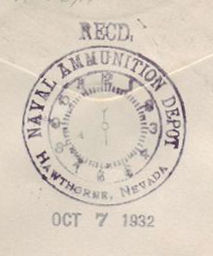 RECD.
NAVAL AMMUNITION DEPOT
HAWTHORNE, NEVADA
OCT 7 1932